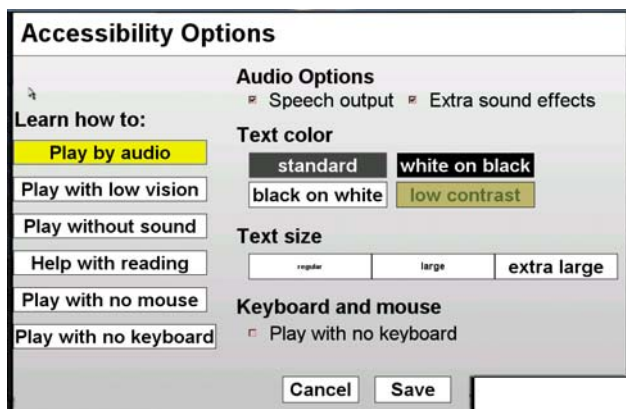 Accessibility Options
Learn how to:
Play by audio
Play with low vision
Play without sound
Help with reading
Play with no mouse
Play with no keyboard
Audio Options
Speech output Extra sound effects
Text color
standard white on black
black on white low contrast
Text size
regular large extra large
Keyboard and mouse
Play with no keyboard
Cancel Save